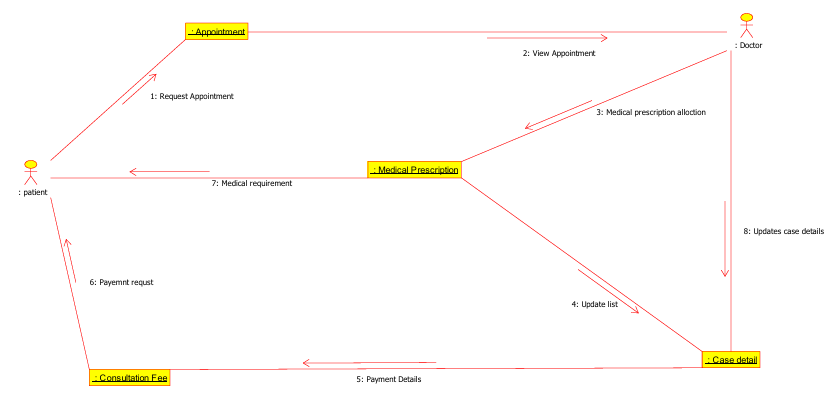 : Appointment
: Doctor
2: View Appointment
1: Request Appointment
3: Medical prescription alloction
: Medical Prescription
7: Medical requirement
: patient
8: Updates case details
6: Payemnt requst
4: Update list
: Case detail
: Consultation Fee
5: Payment Details